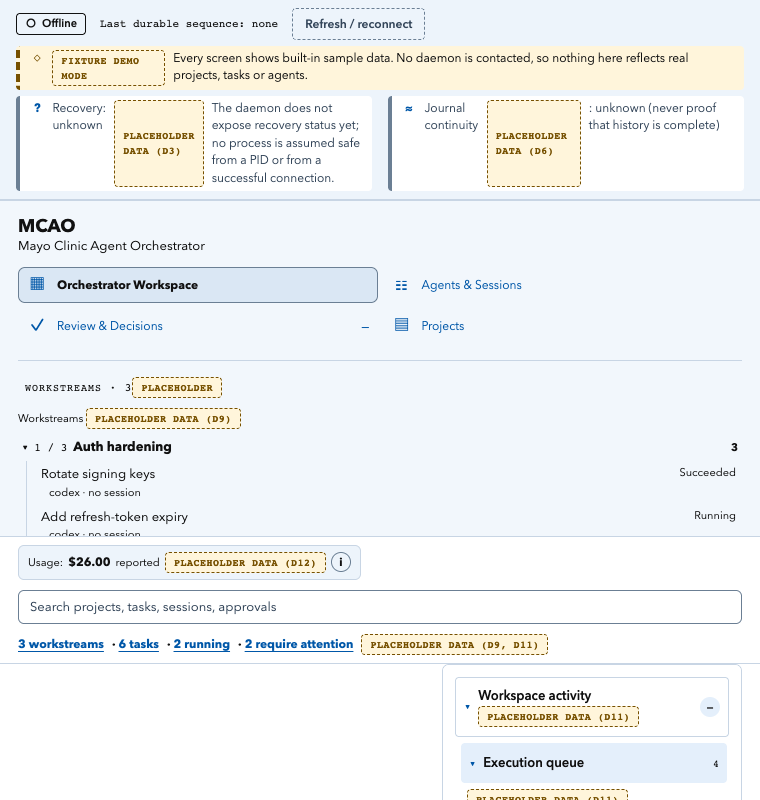 Offline
Last durable sequence: none
Refresh / reconnect
FIXTURE DEMO
MODE
Every screen shows built-in sample data. No daemon is contacted, so nothing here reflects real
projects, tasks or agents.
? Recovery:
unknown
PLACEHOLDER
DATA (D3)
The daemon does not
expose recovery status yet;
no process is assumed safe
from a PID or from a
successful connection.
≈ Journal
continuity
PLACEHOLDER
DATA (D6)
: unknown (never proof
that history is complete)
MCAO
Mayo Clinic Agent Orchestrator
Orchestrator Workspace
Agents & Sessions
Review & Decisions –
Projects
WORKSTREAMS · 3 PLACEHOLDER
Workstreams PLACEHOLDER DATA (D9)
1 / 3 Auth hardening 3
Rotate signing keys Succeeded
codex · no session
Add refresh-token expiry Running
codex · no session
Usage: $26.00 reported PLACEHOLDER DATA (D12) i
Search projects, tasks, sessions, approvals
3 workstreams · 6 tasks · 2 running · 2 require attention PLACEHOLDER DATA (D9, D11)
Workspace activity
PLACEHOLDER DATA (D11)
–
Execution queue 4
PLACEHOLDER DATA (D11)